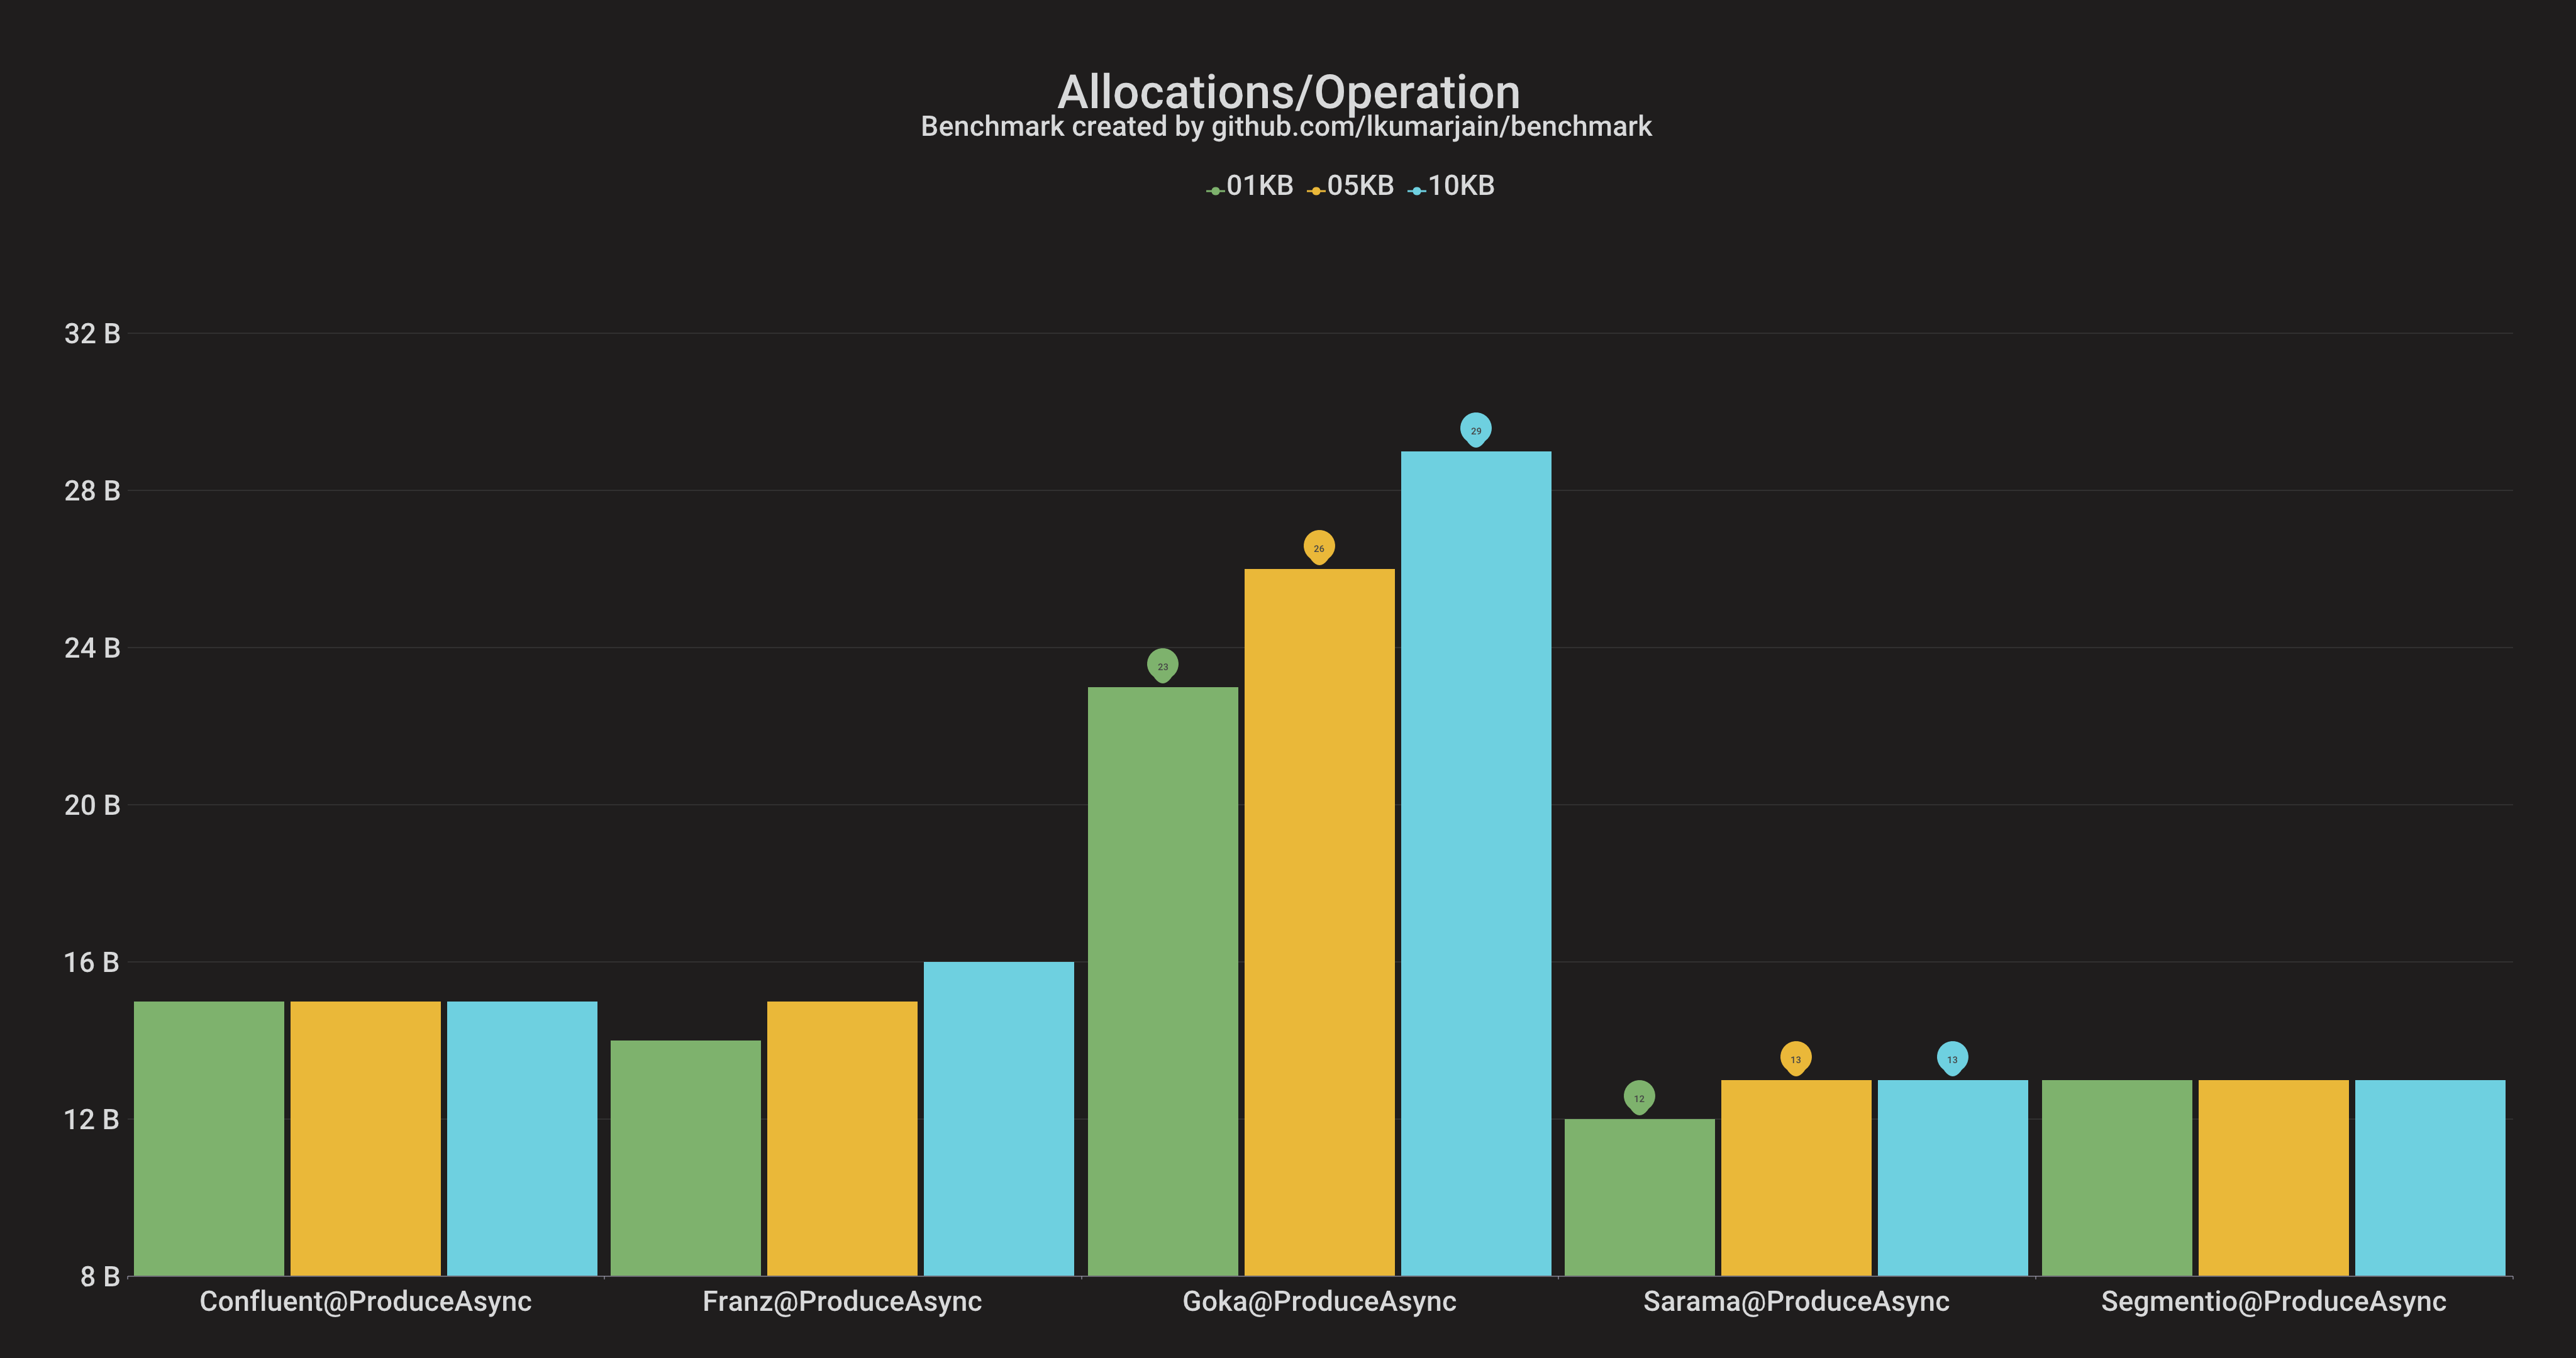 Allocations/Operation
Benchmark created by github.com/lkumarjain/benchmark
01KB 05KB 10KB
32 B
29
28 B
26
24 B
23
20 B
16 B
13 13
12
12 B
8 B
Confluent@ProduceAsync Franz@ProduceAsync Goka@ProduceAsync Sarama@ProduceAsync Segmentio@ProduceAsync